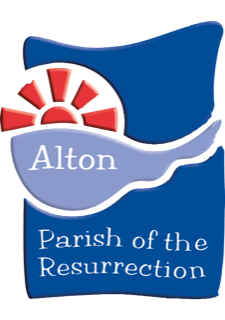 Alton
Parish of the
Resurrection